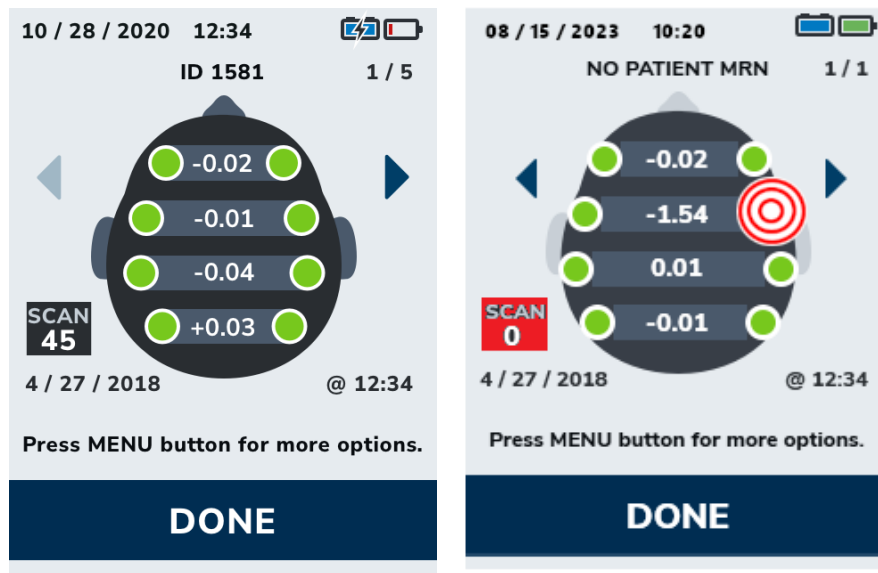 10 / 28 / 2020 12:34
ID 1581 1 / 5
-0.02
-0.01
-0.04
+0.03
SCAN
45
4 / 27 / 2018 @ 12:34
Press MENU button for more options.
DONE
08 / 15 / 2023 10:20
NO PATIENT MRN 1 / 1
-0.02
-1.54
0.01
-0.01
SCAN
0
4 / 27 / 2018 @ 12:34
Press MENU button for more options.
DONE